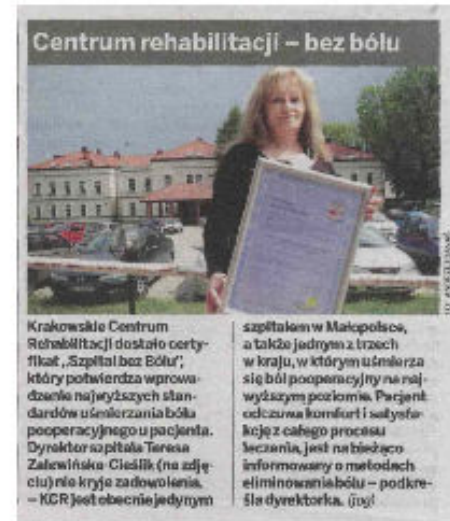 Centrum rehabilitacji – bez bólu
Krakowskie Centrum
Rehabilitacji dostało certy-
fikat „Szpital bez Bólu”,
który potwierdza wprowa-
dzenie najwyższych stan-
dardów uśmierzania bólu
pooperacyjnego u pacjenta.
Dyrektor szpitala Teresa
Zalewińska-Cieślik (na zdję-
ciu) nie kryje zadowolenia.
– KCR jest obecnie jedynym
szpitalem w Małopolsce,
a także jednym z trzech
w kraju, w którym uśmierza
się ból pooperacyjny na naj-
wyższym poziomie. Pacjent
odczuwa komfort i satysfa-
kcję z całego procesu
leczenia, jest na bieżąco
informowany o metodach
eliminowania bólu – podkre-
śla dyrektorka. (jog)